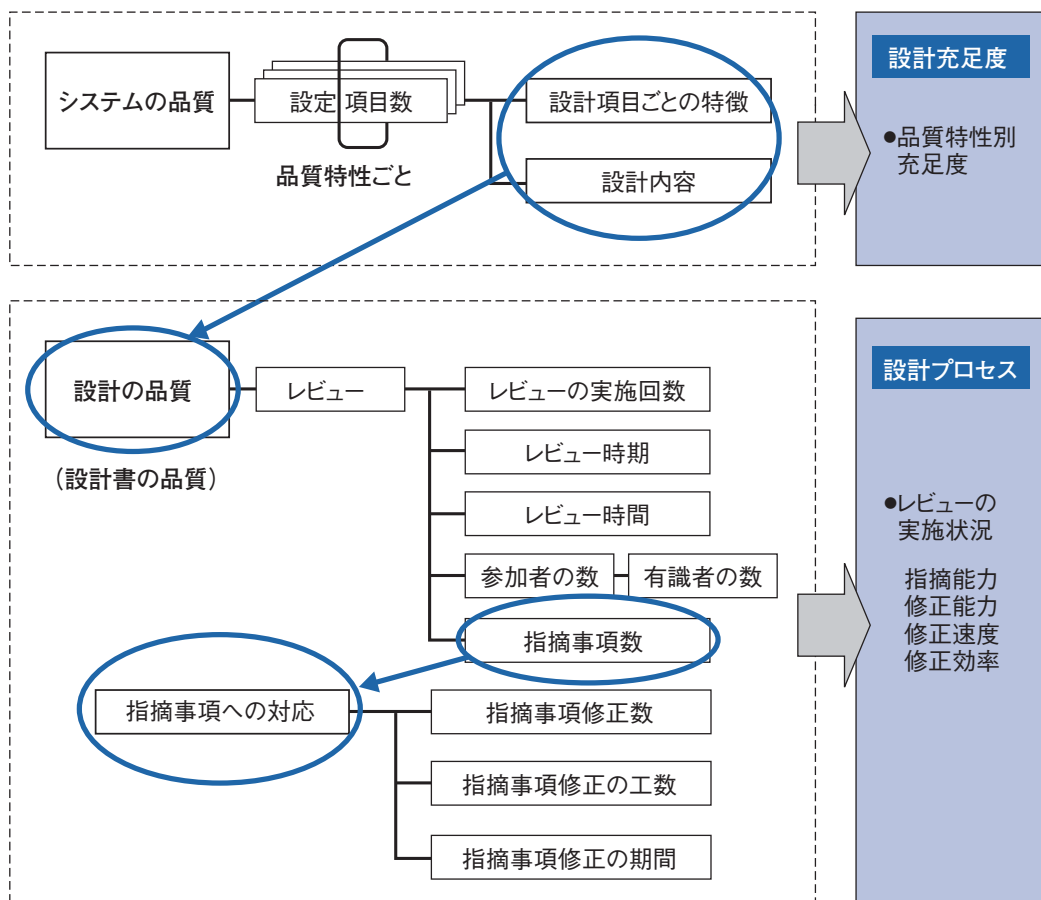 システムの品質
設定 項目数
品質特性ごと
設計項目ごとの特徴
設計内容
設計充足度
●品質特性別
充足度
設計の品質
（設計書の品質）
レビュー
レビューの実施回数
レビュー時期
レビュー時間
参加者の数
有識者の数
指摘事項数
指摘事項への対応
指摘事項修正数
指摘事項修正の工数
指摘事項修正の期間
設計プロセス
●レビューの
実施状況
指摘能力
修正能力
修正速度
修正効率